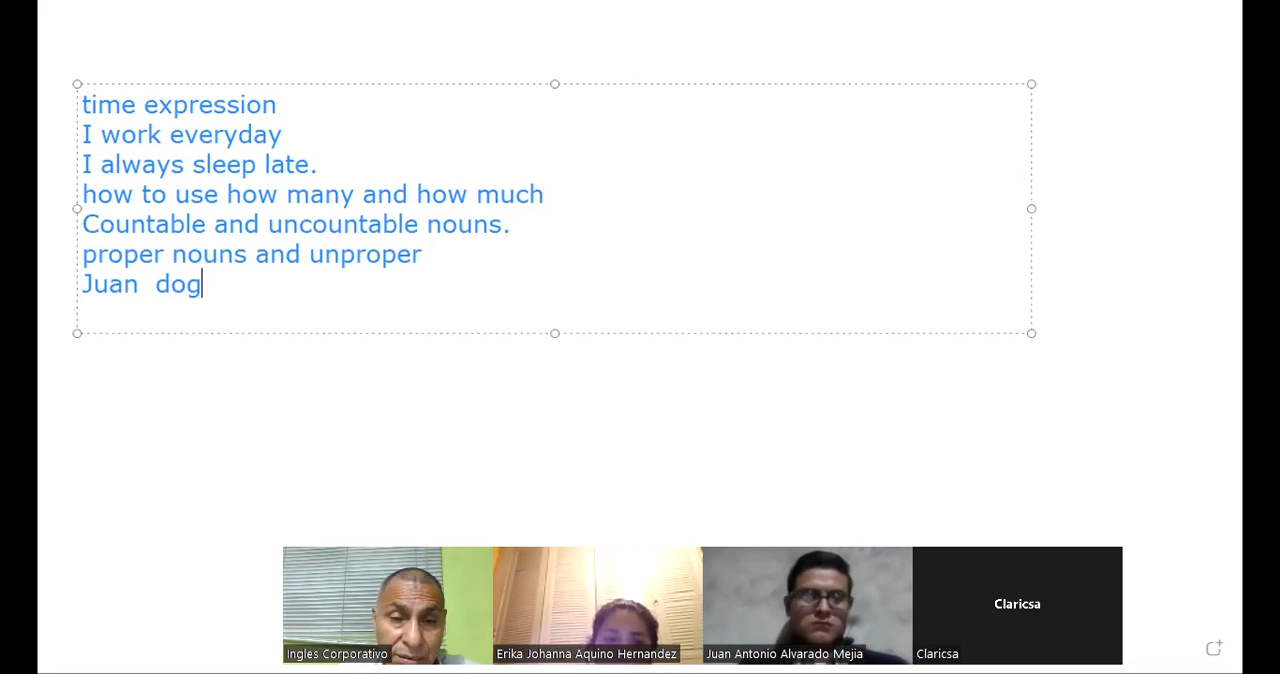 time expression
I work everyday
I always sleep late.
how to use how many and how much
Countable and uncountable nouns.
proper nouns and unproper
Juan  dog
Claricsa
Ingles Corporativo
Erika Johanna Aquino Hernandez
Juan Antonio Alvarado Mejia
Claricsa